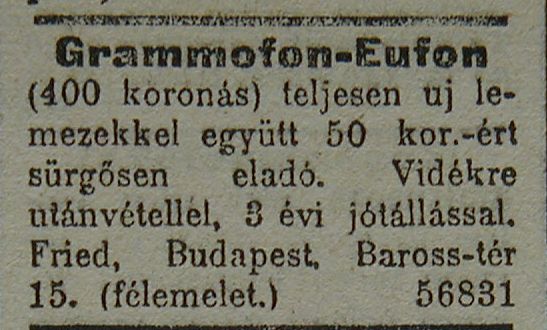 Grammofon-Eufon
(400 koronás) teljesen uj le-
mezekkel együtt 50 kor.-ért
sürgősen eladó. Vidékre
utánvétellel, 3 évi jótállással.
Fried, Budapest, Baross-tér
15. (félemelet.) 56831